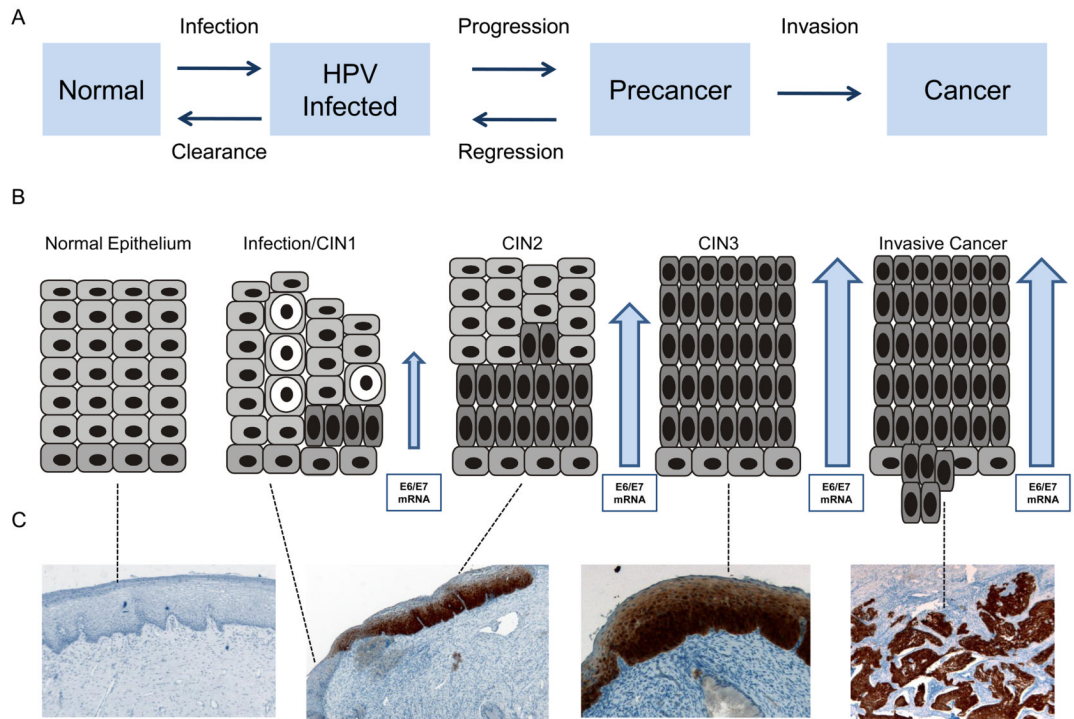 A
Infection
Progression
Invasion
Normal
HPV
Infected
Precancer
Cancer
Clearance
Regression
B
Normal Epithelium
Infection/CIN1
CIN2
CIN3
Invasive Cancer
E6/E7
mRNA
E6/E7
mRNA
E6/E7
mRNA
E6/E7
mRNA
C